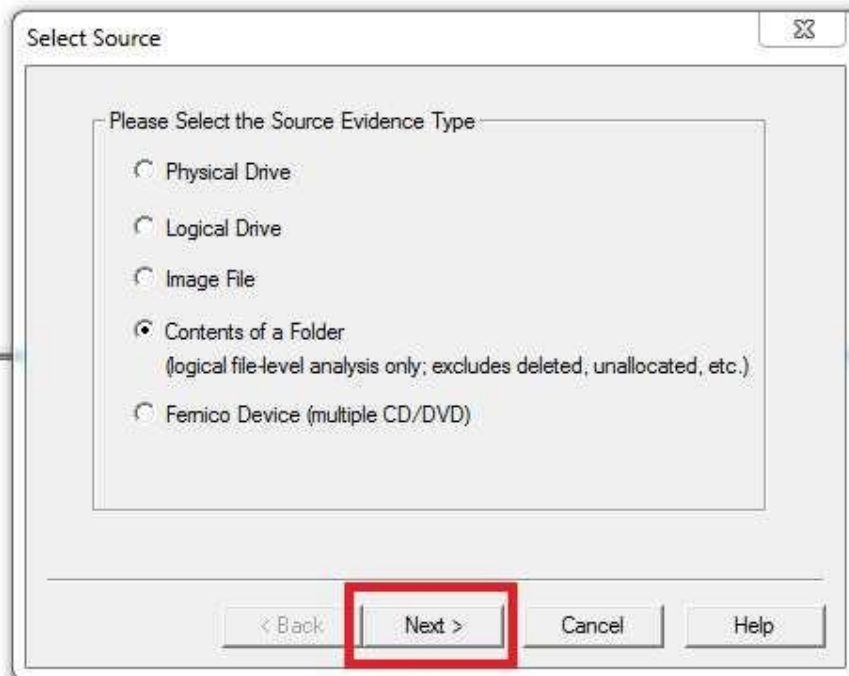 Select Source
Please Select the Source Evidence Type
Physical Drive
Logical Drive
Image File
Contents of a Folder
(logical file-level analysis only; excludes deleted, unallocated, etc.)
Fernico Device (multiple CD/DVD)
< Back Next > Cancel Help